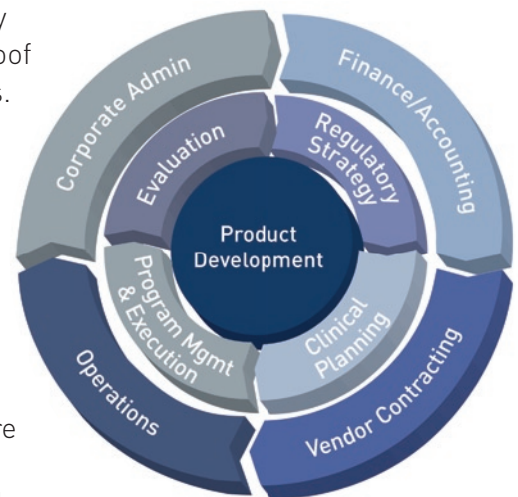 Corporate Admin
Finance/Accounting
Evaluation
Regulatory
Strategy
Product
Development
Program Mgmt
& Execution
Clinical
Planning
Operations
Vendor Contracting